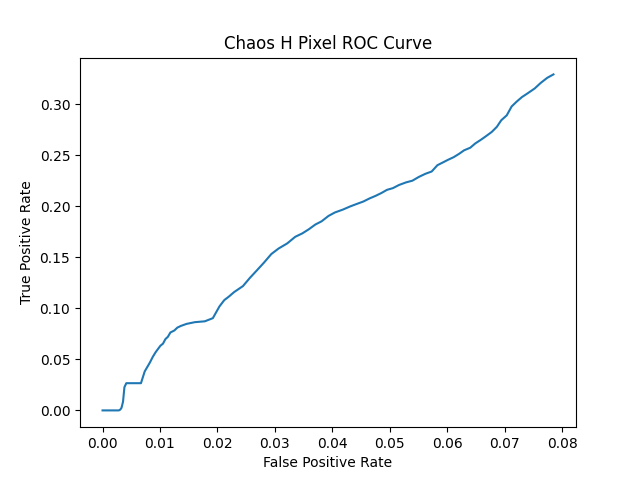 Chaos H Pixel ROC Curve
True Positive Rate
0.30
0.25
0.20
0.15
0.10
0.05
0.00
0.00 0.01 0.02 0.03 0.04 0.05 0.06 0.07 0.08
False Positive Rate